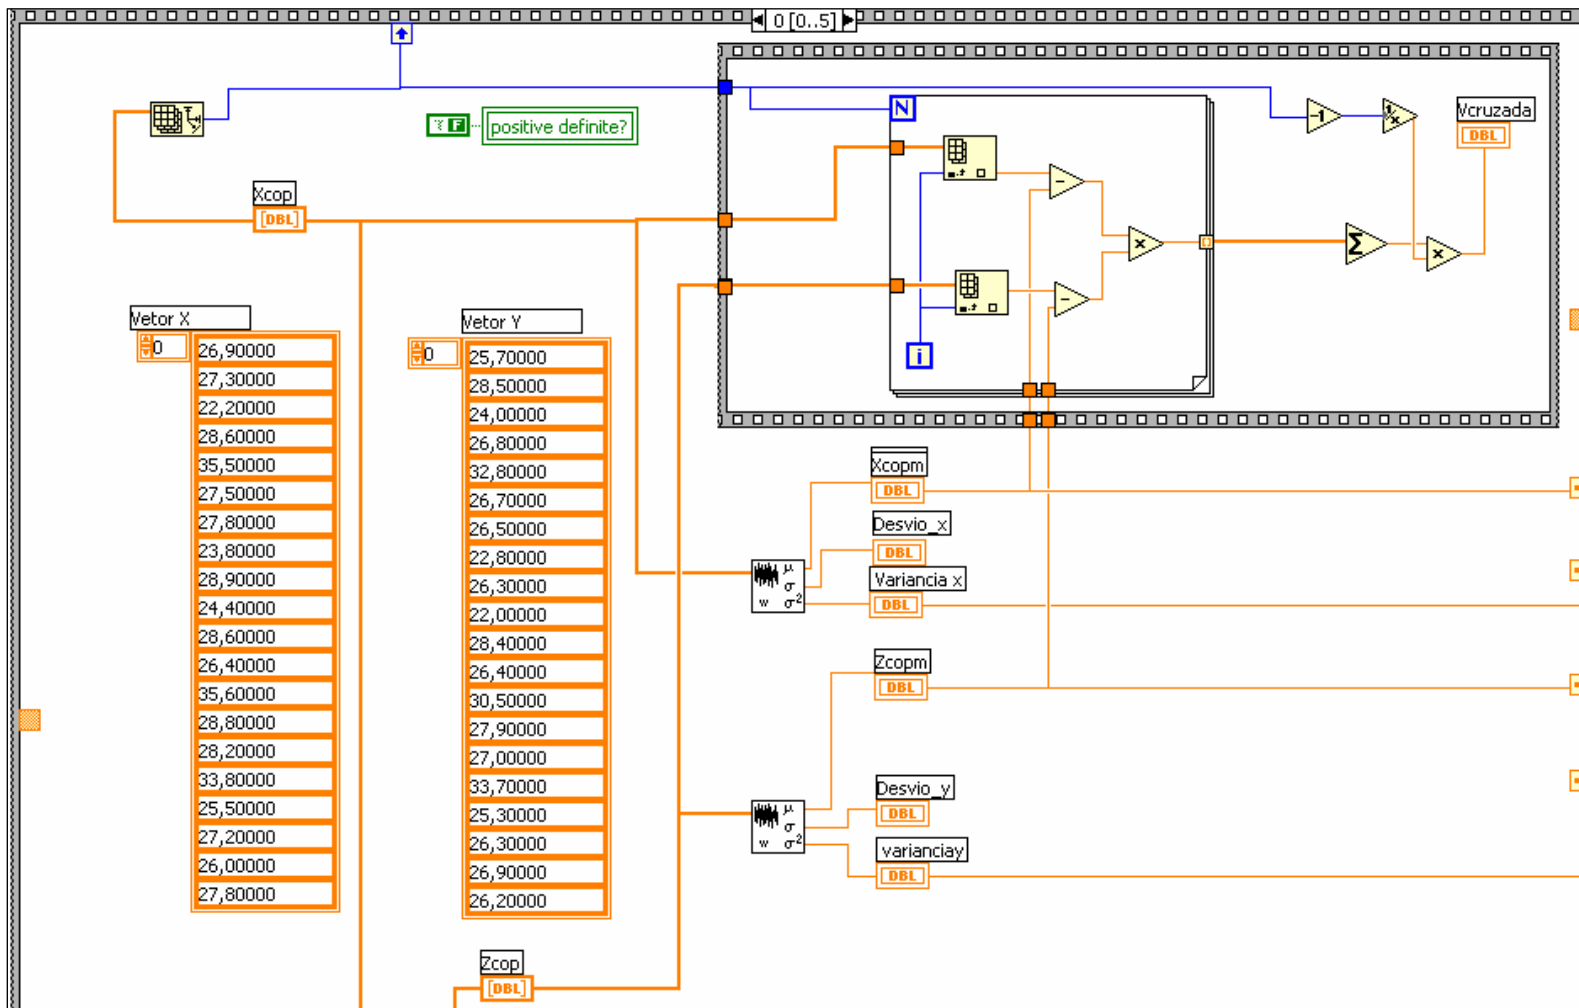 0 [0..5]
N
-1
1/x
Vcruzada
DBL
F
positive definite?
Xcop
[DBL]
-
x
Σ
x
-
i
Vetor X
0
26,90000
27,30000
22,20000
28,60000
35,50000
27,50000
27,80000
23,80000
28,90000
24,40000
28,60000
26,40000
35,60000
28,80000
28,20000
33,80000
25,50000
27,20000
26,00000
27,80000
Vetor Y
0
25,70000
28,50000
24,00000
26,80000
32,80000
26,70000
26,50000
22,80000
26,30000
22,00000
28,40000
26,40000
30,50000
27,90000
27,00000
33,70000
25,30000
26,30000
26,90000
26,20000
Xcopm
DBL
Desvio_x
DBL
Variancia x
DBL
μ
σ
w σ²
Zcopm
DBL
Desvio_y
DBL
varianciay
DBL
μ
σ
w σ²
Zcop
[DBL]